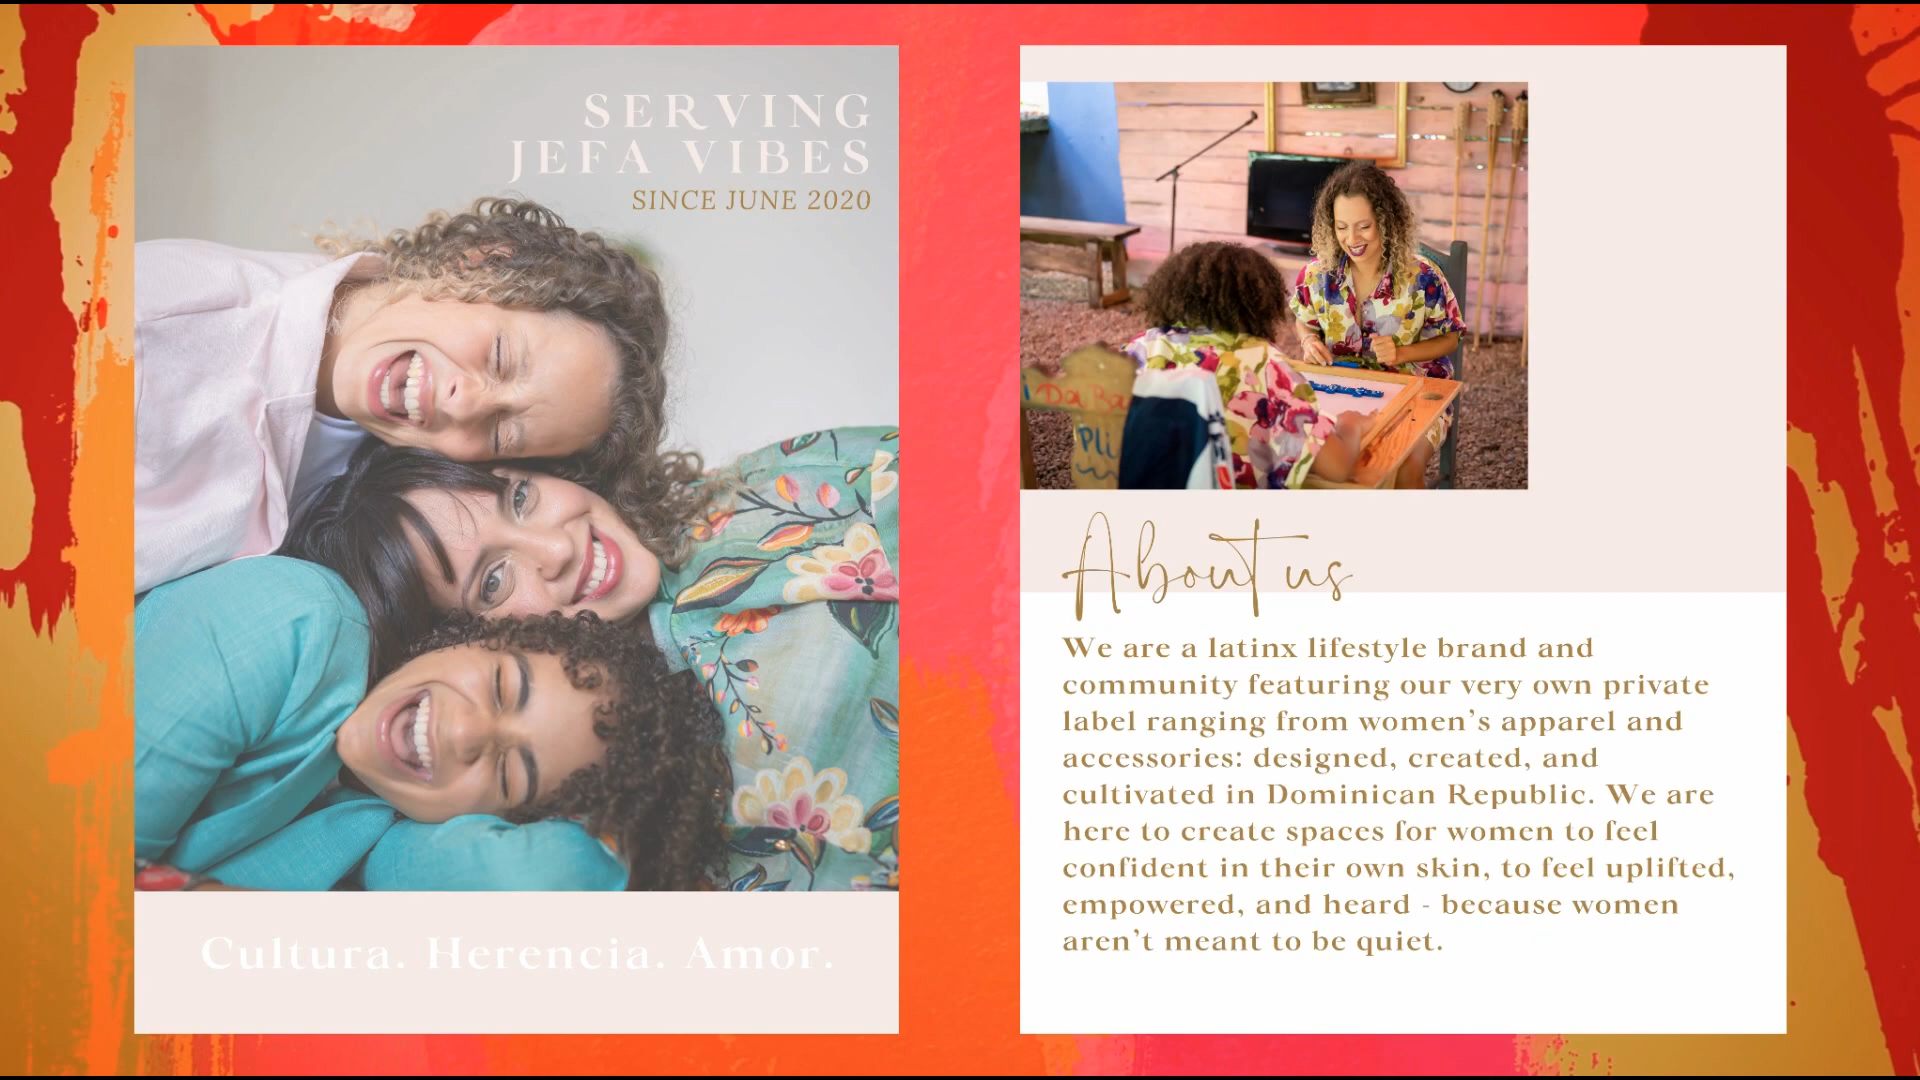 SERVING
JEFA VIBES
SINCE JUNE 2020
Cultura. Herencia. Amor.
Da Ba
Pli
About us
We are a latinx lifestyle brand and
community featuring our very own private
label ranging from women's apparel and
accessories: designed, created, and
cultivated in Dominican Republic. We are
here to create spaces for women to feel
confident in their own skin, to feel uplifted,
empowered, and heard - because women
aren't meant to be quiet.